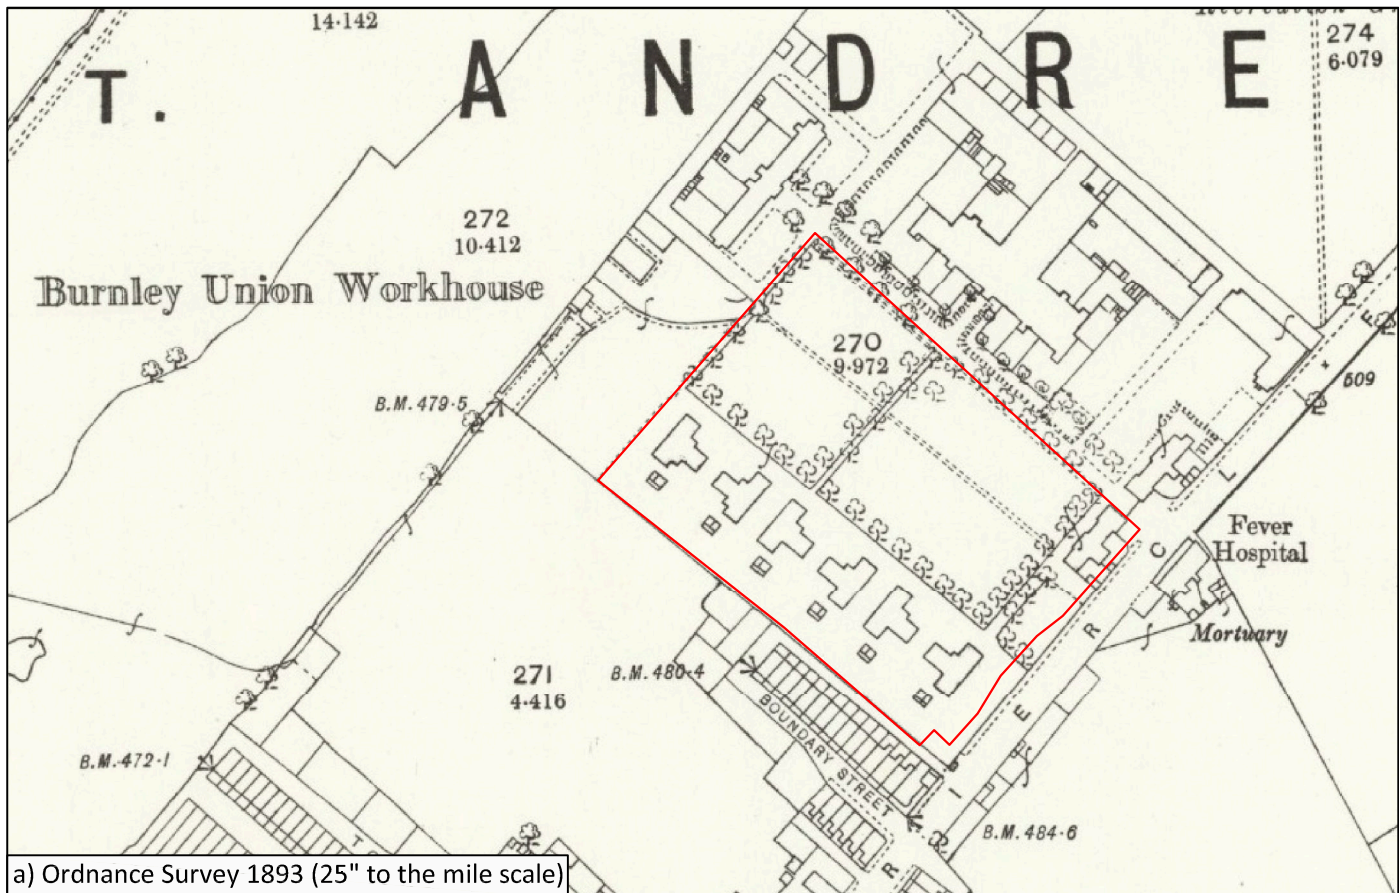 14·142
274
6·079
T. A N D R E
272
10·412
Burnley Union Workhouse
270
9·972
B.M. 479·5
509
Fever
Hospital
Mortuary
271
4·416
B.M. 480·4
BOUNDARY STREET
B.M. 472·1
B.M. 484·6
B R I E R C L I F F E
a) Ordnance Survey 1893 (25" to the mile scale)